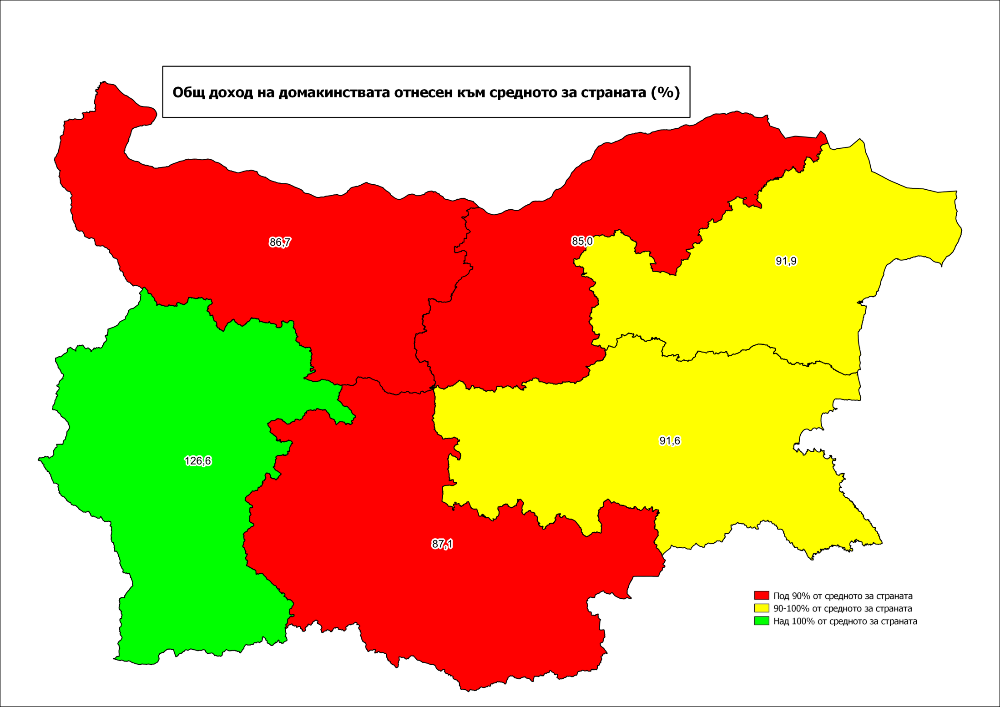 Общ доход на домакинствата отнесен към средното за страната (%)
86,7
85,0
91,9
91,6
126,6
87,1
Под 90% от средното за страната
90-100% от средното за страната
Над 100% от средното за страната